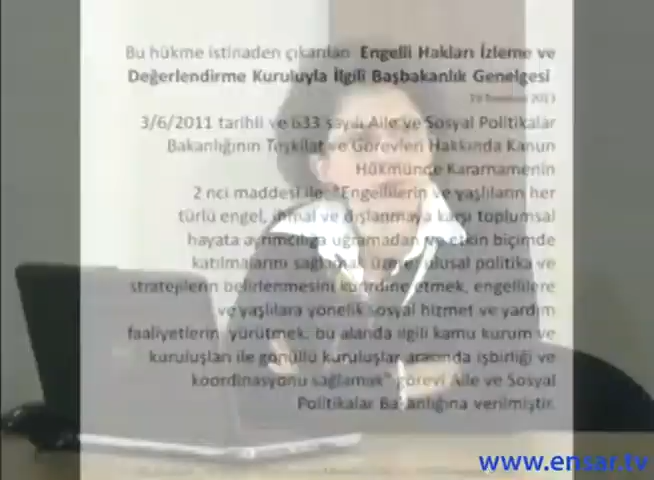 Bu hükme istinaden çıkarılan Engelli Hakları İzleme ve
Değerlendirme Kuruluyla İlgili Başbakanlık Genelgesi
2013
3/6/2011 tarihli ve 633 sayılı Aile ve Sosyal Politikalar
Bakanlığının Teşkilat ve Görevleri Hakkında Kanun
Hükmünde Kararnamenin
2 nci maddesi ile; "Engellilerin ve yaşlıların her
türlü engel, ihmal ve dışlanmaya karşı toplumsal
hayata ayrımcılığa uğramadan ve etkin biçimde
katılmalarını sağlamak üzere ulusal politika ve
stratejilerin belirlenmesini koordine etmek, engellilere
ve yaşlılara yönelik sosyal hizmet ve yardım
faaliyetlerini yürütmek, bu alanda ilgili kamu kurum ve
kuruluşları ile gönüllü kuruluşlar arasında işbirliği ve
koordinasyonu sağlamak" görevi Aile ve Sosyal
Politikalar Bakanlığına verilmiştir.
www.ensar.tv